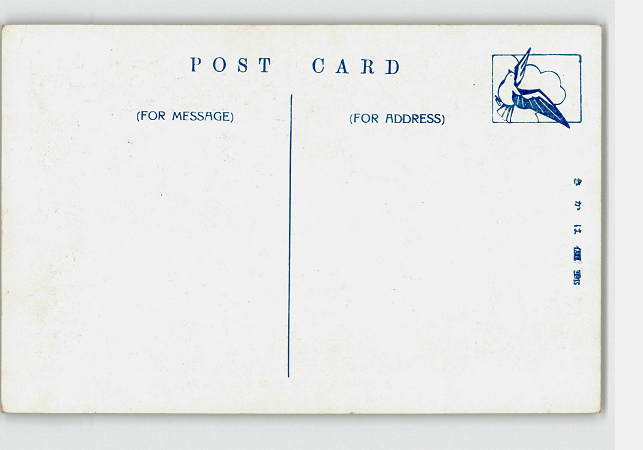 POST CARD
(FOR MESSAGE)
(FOR ADDRESS)